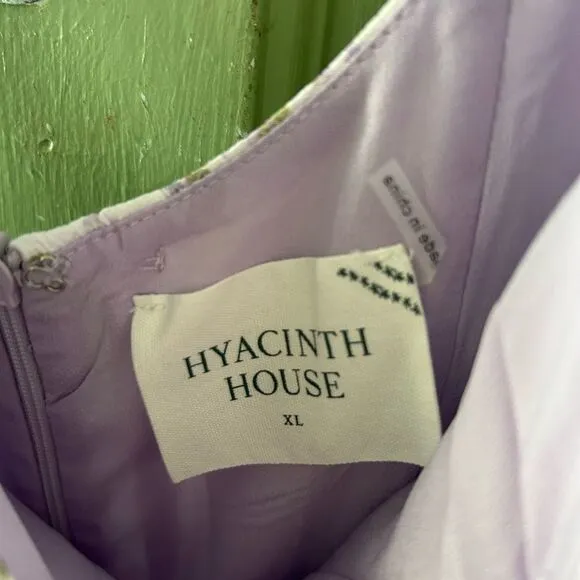 HYACINTH
HOUSE
XL
made in china